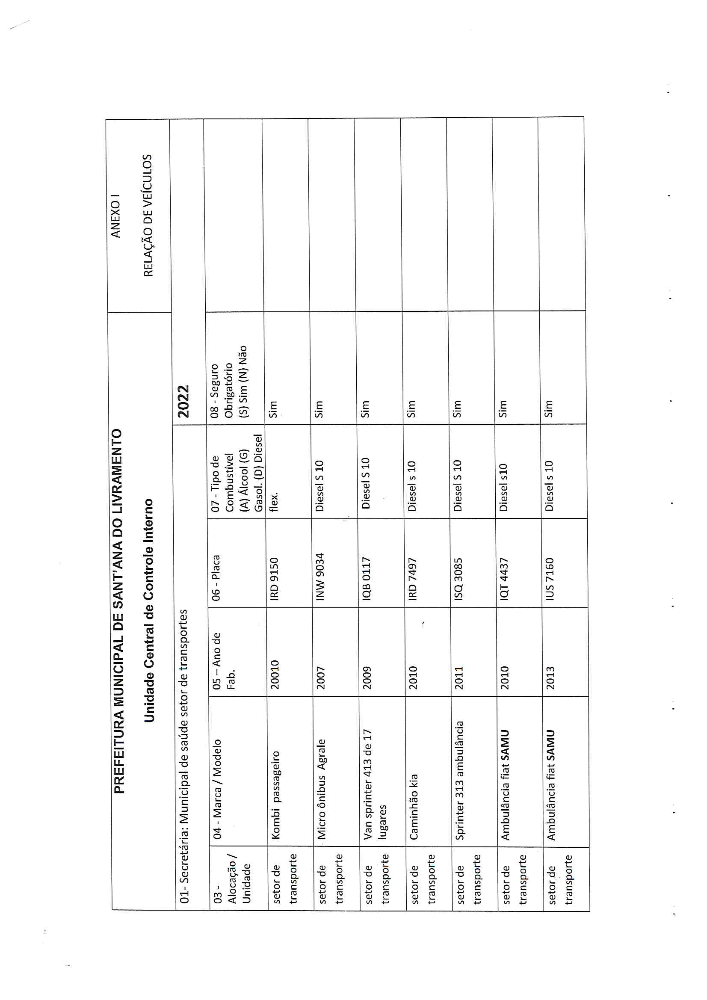 PREFEITURA MUNICIPAL DE SANT'ANA DO LIVRAMENTO
Unidade Central de Controle Interno
ANEXO I
RELAÇÃO DE VEÍCULOS
01- Secretária: Municipal de saúde setor de transportes
2022
03 -
Alocação /
Unidade
04 - Marca / Modelo
05 – Ano de
Fab.
06 - Placa
07 - Tipo de
Combustível
(A) Álcool (G)
Gasol. (D) Diesel
08 - Seguro
Obrigatório
(S) Sim (N) Não
setor de
transporte
Kombi passageiro
20010
IRD 9150
flex.
Sim
setor de
transporte
Micro ônibus Agrale
2007
INW 9034
Diesel S 10
Sim
setor de
transporte
Van sprinter 413 de 17
lugares
2009
IQB 0117
Diesel S 10
Sim
setor de
transporte
Caminhão kia
2010
IRD 7497
Diesel s 10
Sim
setor de
transporte
Sprinter 313 ambulância
2011
ISQ 3085
Diesel S 10
Sim
setor de
transporte
Ambulância fiat SAMU
2010
IQT 4437
Diesel s10
Sim
setor de
transporte
Ambulância fiat SAMU
2013
IUS 7160
Diesel s 10
Sim